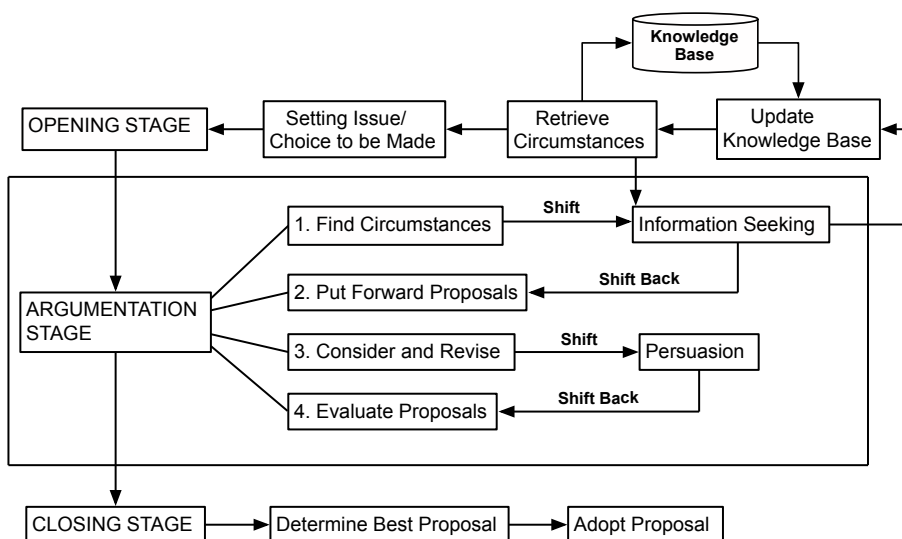 Knowledge
Base
OPENING STAGE
Setting Issue/
Choice to be Made
Retrieve
Circumstances
Update
Knowledge Base
1. Find Circumstances
Shift
Information Seeking
Shift Back
2. Put Forward Proposals
ARGUMENTATION
STAGE
3. Consider and Revise
Shift
Persuasion
Shift Back
4. Evaluate Proposals
CLOSING STAGE
Determine Best Proposal
Adopt Proposal